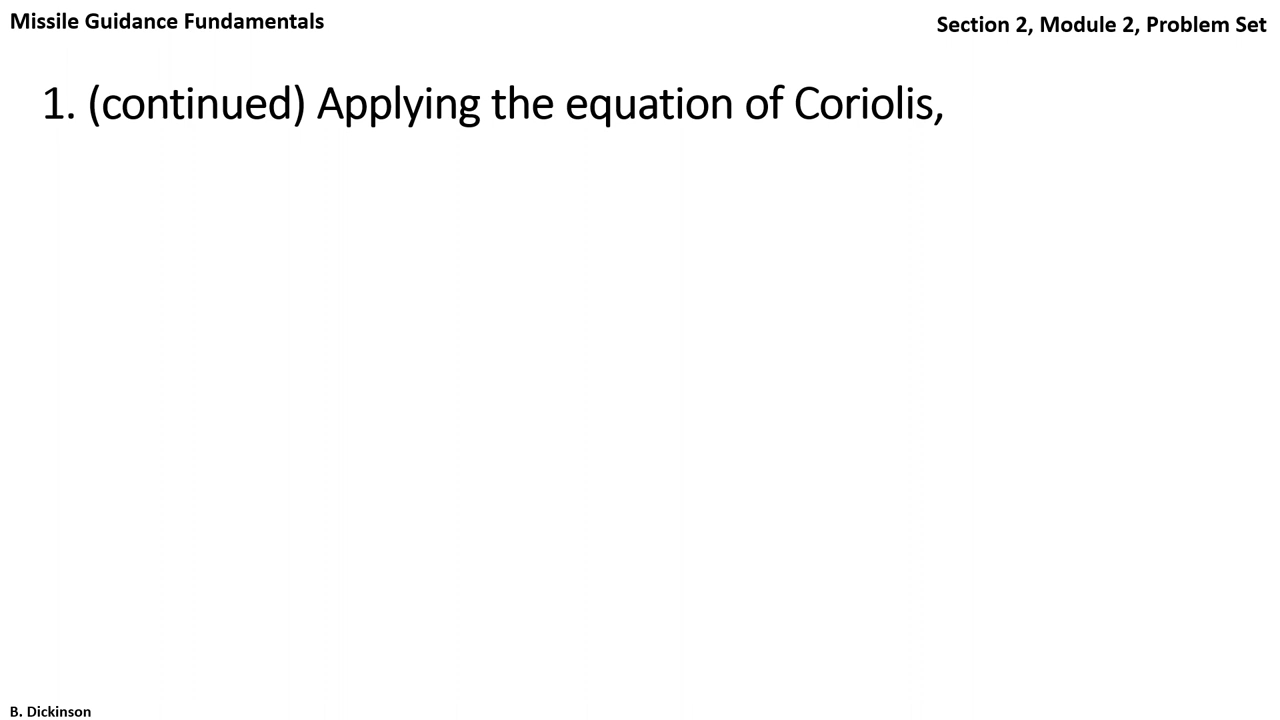 Missile Guidance Fundamentals
Section 2, Module 2, Problem Set
1. (continued) Applying the equation of Coriolis,
B. Dickinson